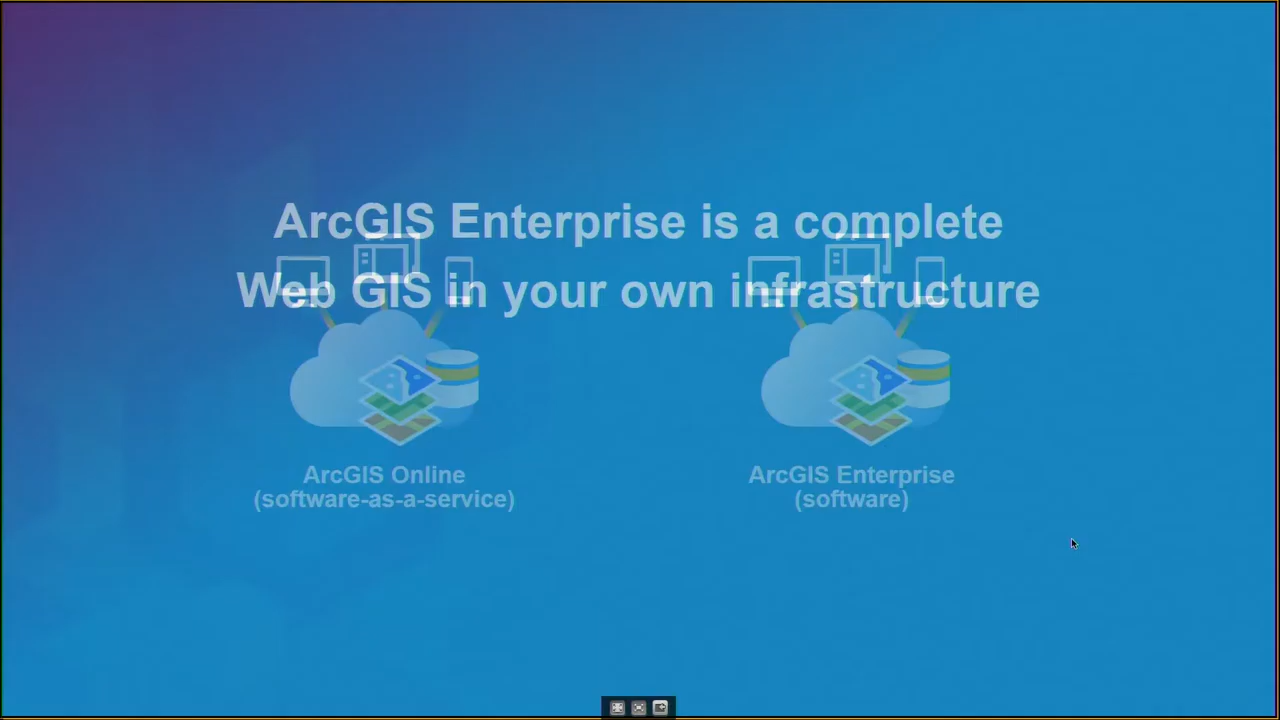 ArcGIS Enterprise is a complete
Web GIS in your own infrastructure
ArcGIS Online
(software-as-a-service)
ArcGIS Enterprise
(software)